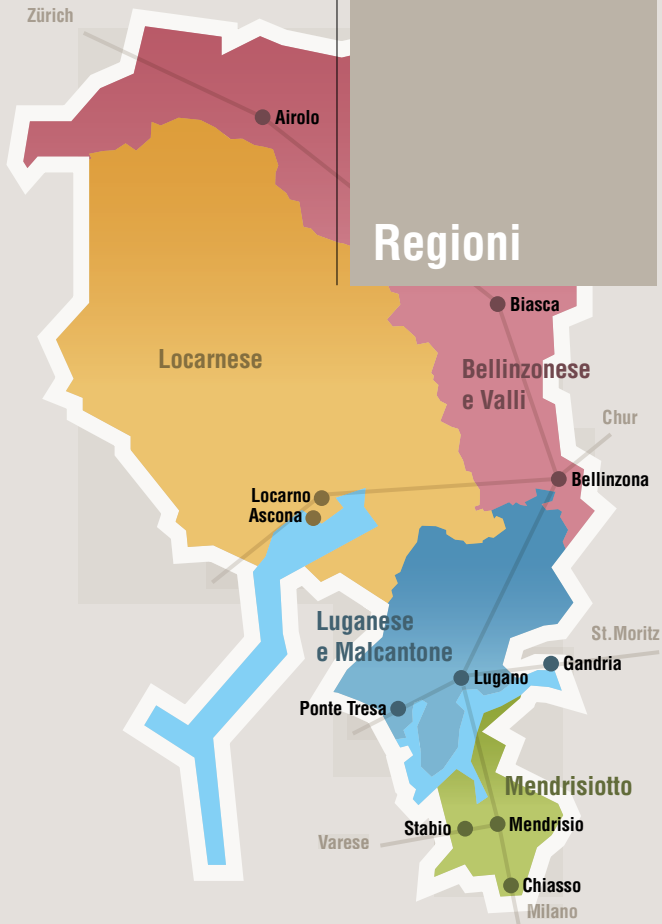 Zürich
Airolo
Regioni
Biasca
Locarnese
Bellinzonese
e Valli
Chur
Bellinzona
Locarno
Ascona
Luganese
e Malcantone
St.Moritz
Gandria
Lugano
Ponte Tresa
Mendrisiotto
Stabio
Mendrisio
Varese
Chiasso
Milano